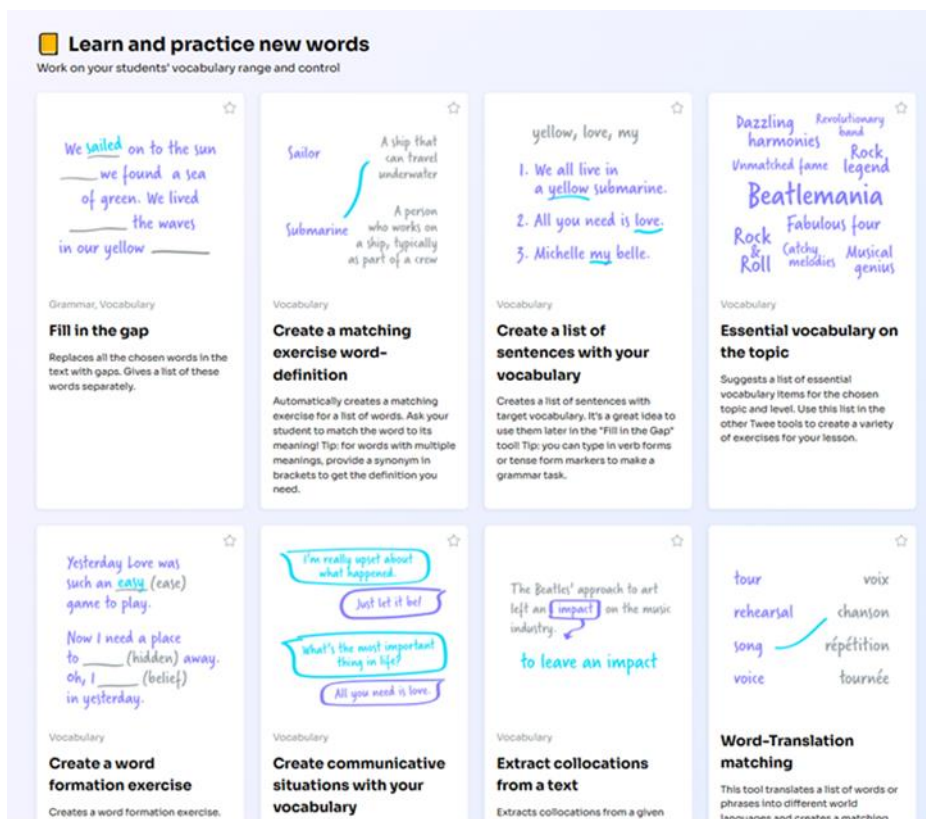 Learn and practice new words
Work on your students' vocabulary range and control
We sailed on to the sun
____ we found a sea
of green. We lived
____ the waves
in our yellow ____
Grammar, Vocabulary
Fill in the gap
Replaces all the chosen words in the
text with gaps. Gives a list of these
words separately.
Sailor
A ship that
can travel
underwater
Submarine
A person
who works on
a ship, typically
as part of a crew
Vocabulary
Create a matching
exercise word-
definition
Automatically creates a matching
exercise for a list of words. Ask your
student to match the word to its
meaning! Tip: for words with multiple
meanings, provide a synonym in
brackets to get the definition you
need.
yellow, love, my
1. We all live in
a yellow submarine.
2. All you need is love.
3. Michelle my belle.
Vocabulary
Create a list of
sentences with your
vocabulary
Creates a list of sentences with
target vocabulary. It's a great idea to
use them later in the "Fill in the Gap"
tool! Tip: you can type in verb forms
or tense form markers to make a
grammar task.
Dazzling
harmonies
Revolutionary
band
Unmatched fame
Rock
legend
Beatlemania
Fabulous four
Rock
&
Roll
Catchy
melodies
Musical
genius
Vocabulary
Essential vocabulary on
the topic
Suggests a list of essential
vocabulary items for the chosen
topic and level. Use this list in the
other Twee tools to create a variety
of exercises for your lesson.
Yesterday Love was
such an easy (ease)
game to play.
Now I need a place
to ____ (hidden) away.
oh, I ____ (belief)
in yesterday.
Vocabulary
Create a word
formation exercise
Creates a word formation exercise.
I'm really upset about
what happened.
Just let it be!
What's the most important
thing in life?
All you need is love.
Vocabulary
Create communicative
situations with your
vocabulary
The Beatles' approach to art
left an impact on the music
industry.
to leave an impact
Vocabulary
Extract collocations
from a text
Extracts collocations from a given
tour
voix
rehearsal
chanson
song
répétition
voice
tournée
Word-Translation
matching
This tool translates a list of words or
phrases into different world
languages and creates a matching